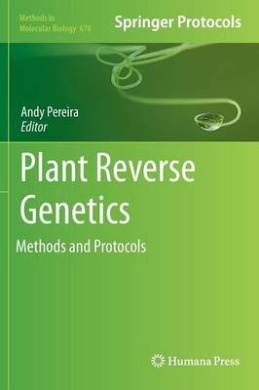 Methods in
Molecular Biology 678
Springer Protocols
Andy Pereira
Editor
Plant Reverse
Genetics
Methods and Protocols
Humana Press